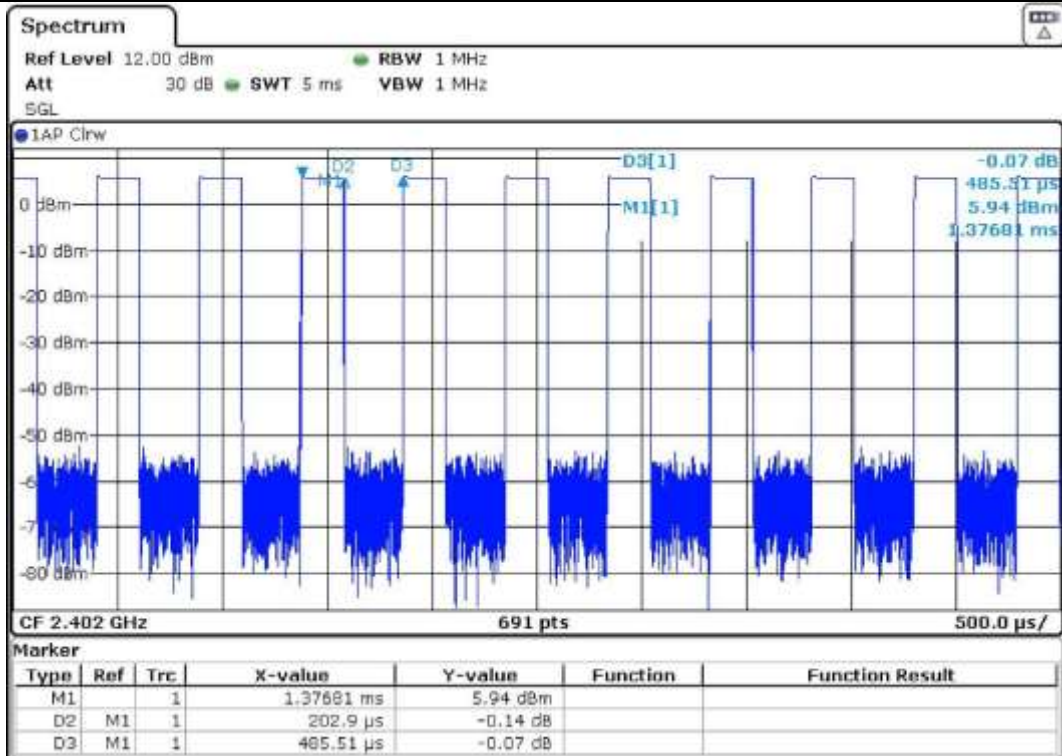 Spectrum
Ref Level 12.00 dBm RBW 1 MHz
Att 30 dB SWT 5 ms VBW 1 MHz
SGL
1AP Clrw
D2 D3 D3[1] -0.07 dB
M1 485.51 µs
0 dBm M1[1] 5.94 dBm
1.37681 ms
-10 dBm
-20 dBm
-30 dBm
-40 dBm
-50 dBm
-80 dBm
CF 2.402 GHz 691 pts 500.0 µs/
Marker
Type Ref Trc X-value Y-value Function Function Result
M1 1 1.37681 ms 5.94 dBm
D2 M1 1 202.9 µs -0.14 dB
D3 M1 1 485.51 µs -0.07 dB